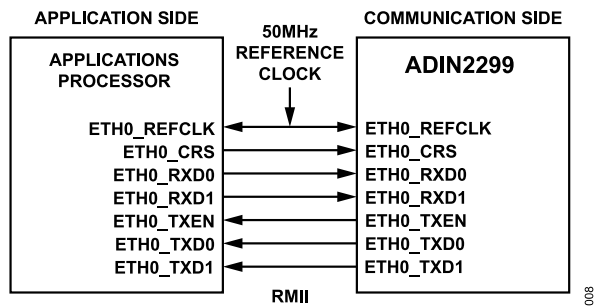 APPLICATION SIDE
COMMUNICATION SIDE
50MHz
REFERENCE
CLOCK
APPLICATIONS
PROCESSOR
ADIN2299
ETH0_REFCLK
ETH0_REFCLK
ETH0_CRS
ETH0_CRS
ETH0_RXD0
ETH0_RXD0
ETH0_RXD1
ETH0_RXD1
ETH0_TXEN
ETH0_TXEN
ETH0_TXD0
ETH0_TXD0
ETH0_TXD1
ETH0_TXD1
RMII
008